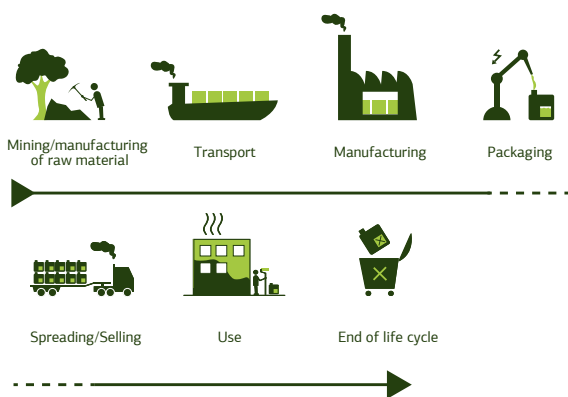 Mining/manufacturing
of raw material
Transport
Manufacturing
Packaging
Spreading/Selling
Use
End of life cycle